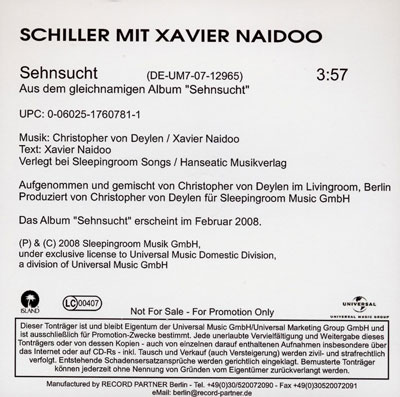 SCHILLER MIT XAVIER NAIDOO
Sehnsucht (DE-UM7-07-12965) 3:57
Aus dem gleichnamigen Album "Sehnsucht"
UPC: 0-06025-1760781-1
Musik: Christopher von Deylen / Xavier Naidoo
Text: Xavier Naidoo
Verlegt bei Sleepingroom Songs / Hanseatic Musikverlag
Aufgenommen und gemischt von Christopher von Deylen im Livingroom, Berlin
Produziert von Christopher von Deylen für Sleepingroom Music GmbH
Das Album "Sehnsucht" erscheint im Februar 2008.
(P) & (C) 2008 Sleepingroom Musik GmbH,
under exclusive license to Universal Music Domestic Division,
a division of Universal Music GmbH
ISLAND
LC 00407
Not For Sale - For Promotion Only
UNIVERSAL
UNIVERSAL MUSIC GROUP
Dieser Tonträger ist und bleibt Eigentum der Universal Music GmbH/Universal Marketing Group GmbH und
ist ausschließlich für Promotion-Zwecke bestimmt. Jede unerlaubte Vervielfältigung und Weitergabe dieses
Tonträgers oder von dessen Kopien - auch von einzelnen darauf enthalten Aufnahmen insbesondere über
das Internet oder auf CD-Rs - inkl. Tausch und Verkauf (auch Versteigerung) werden zivil- und strafrechtlich
verfolgt. Entstehende Schadensersatzansprüche werden gerichtlich eingeklagt. Bemusterte Tonträger
können jederzeit ohne Nennung von Gründen vom Eigentümer zurückverlangt werden.
Manufactured by RECORD PARTNER Berlin - Tel. +49(0)30/52007290 - Fax +49(0)30/520072091
eMail: berlin@record-partner.de